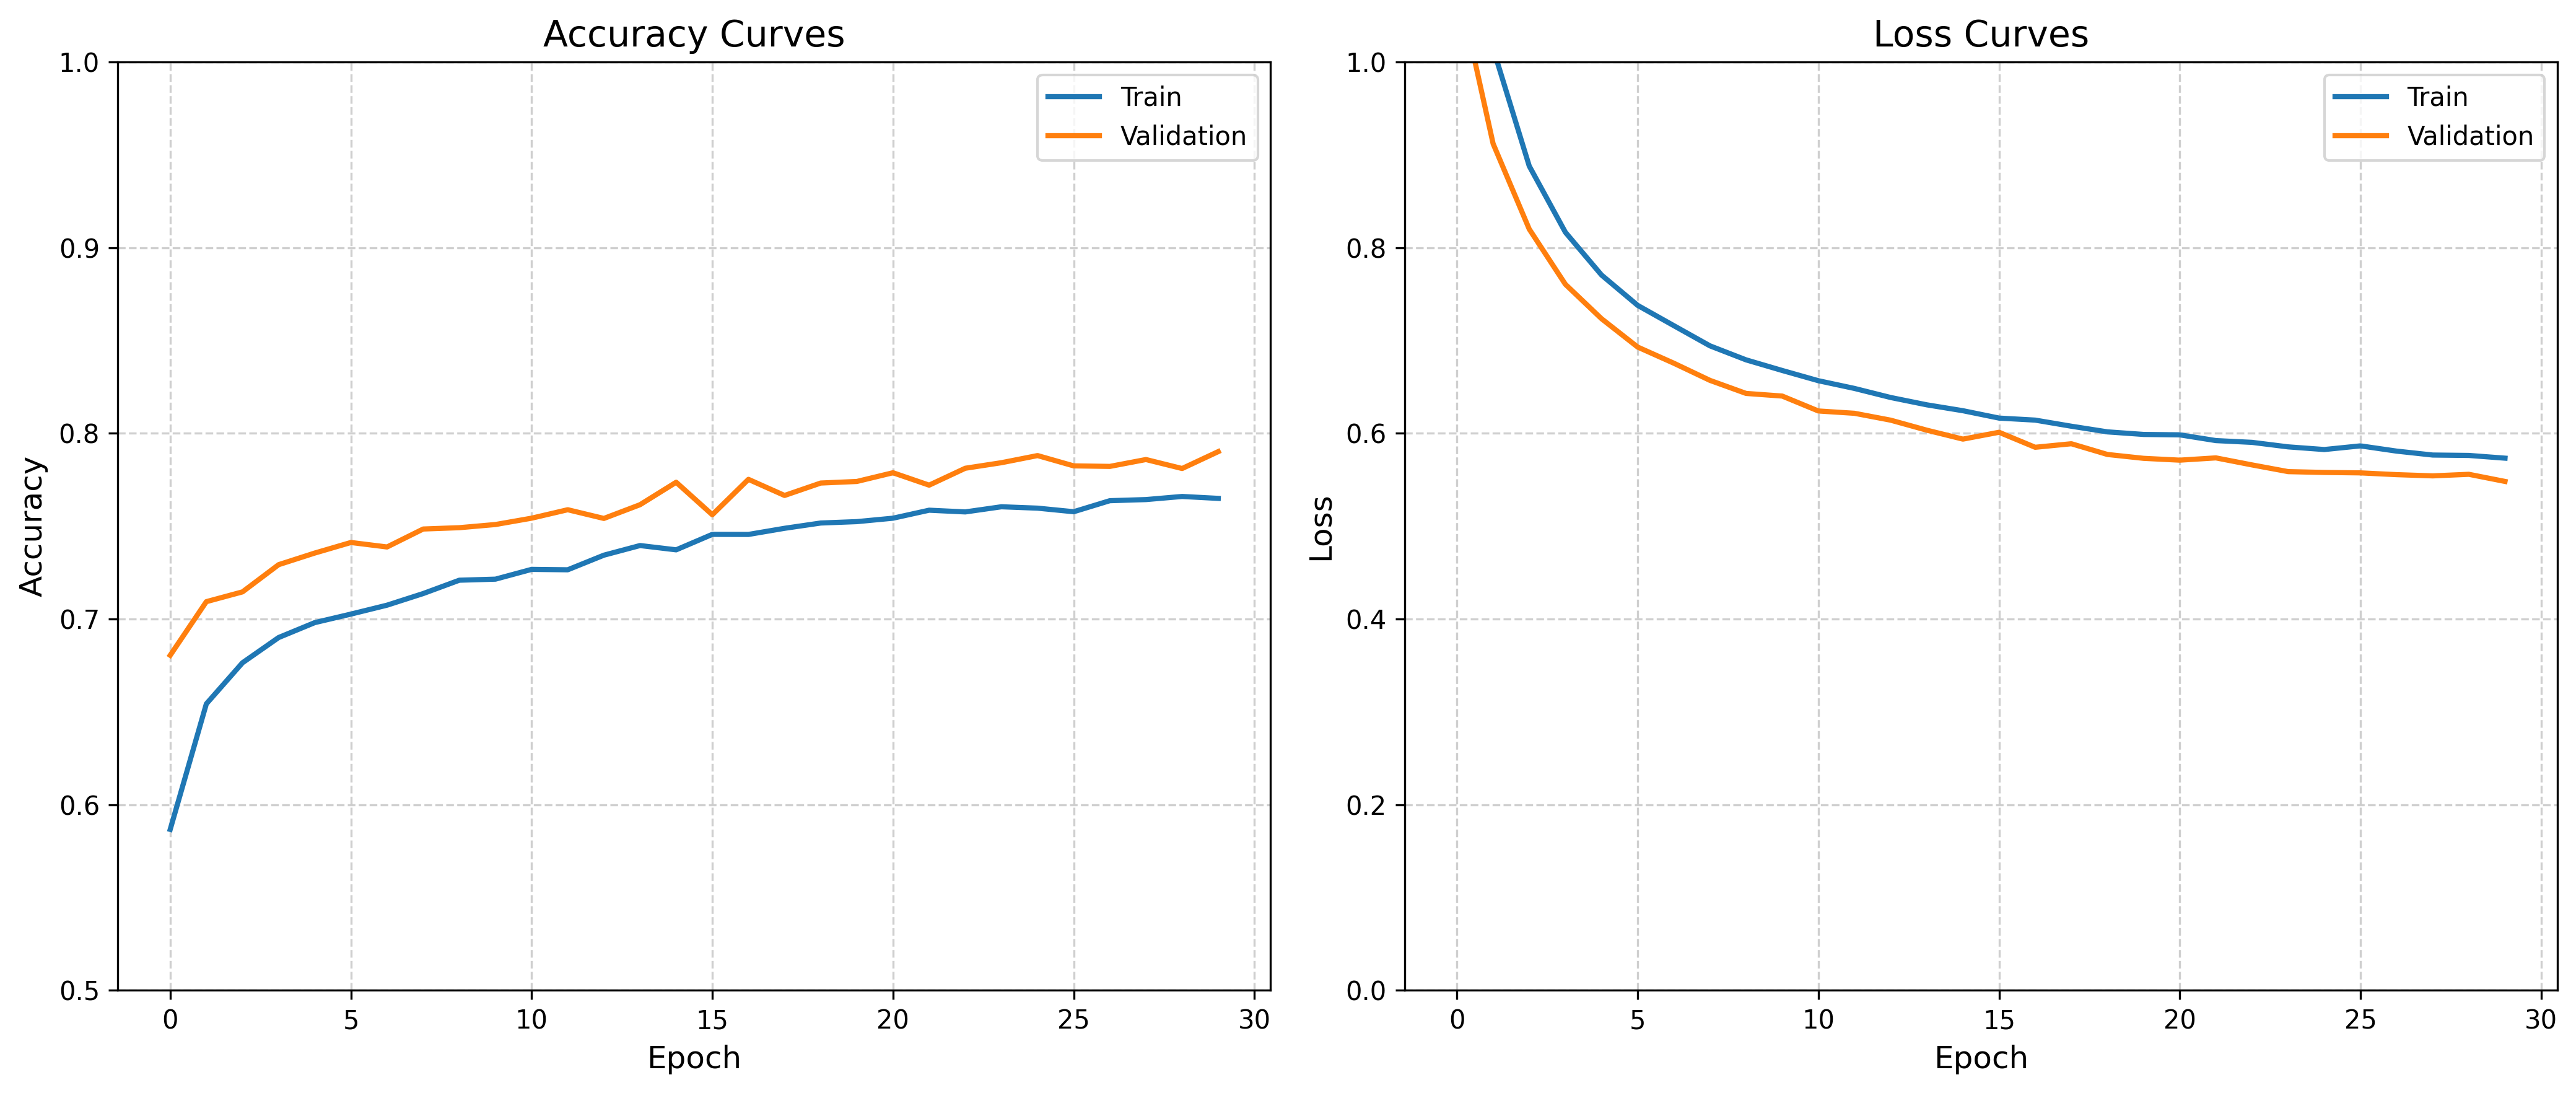 Accuracy Curves
1.0
0.9
0.8
0.7
0.6
0.5
Accuracy
0 5 10 15 20 25 30
Epoch
Train
Validation
Loss Curves
1.0
0.8
0.6
0.4
0.2
0.0
Loss
0 5 10 15 20 25 30
Epoch
Train
Validation